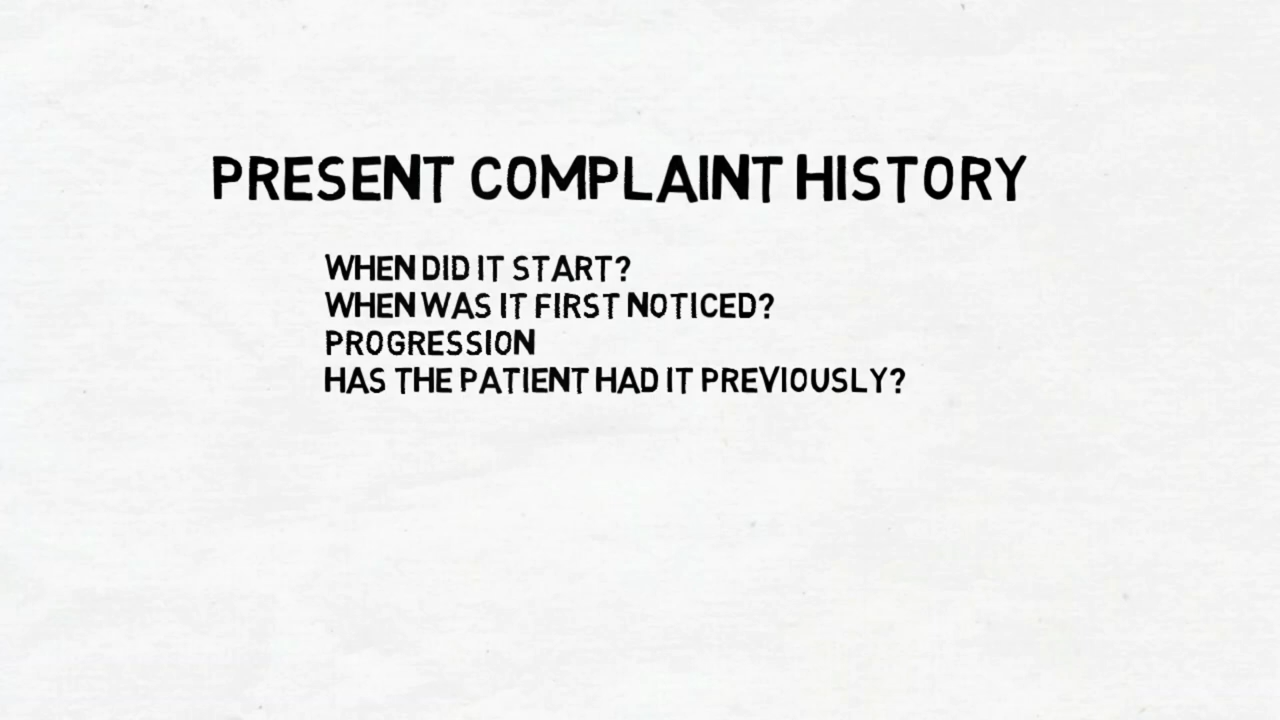 PRESENT COMPLAINT HISTORY
WHEN DID IT START?
WHEN WAS IT FIRST NOTICED?
PROGRESSION
HAS THE PATIENT HAD IT PREVIOUSLY?